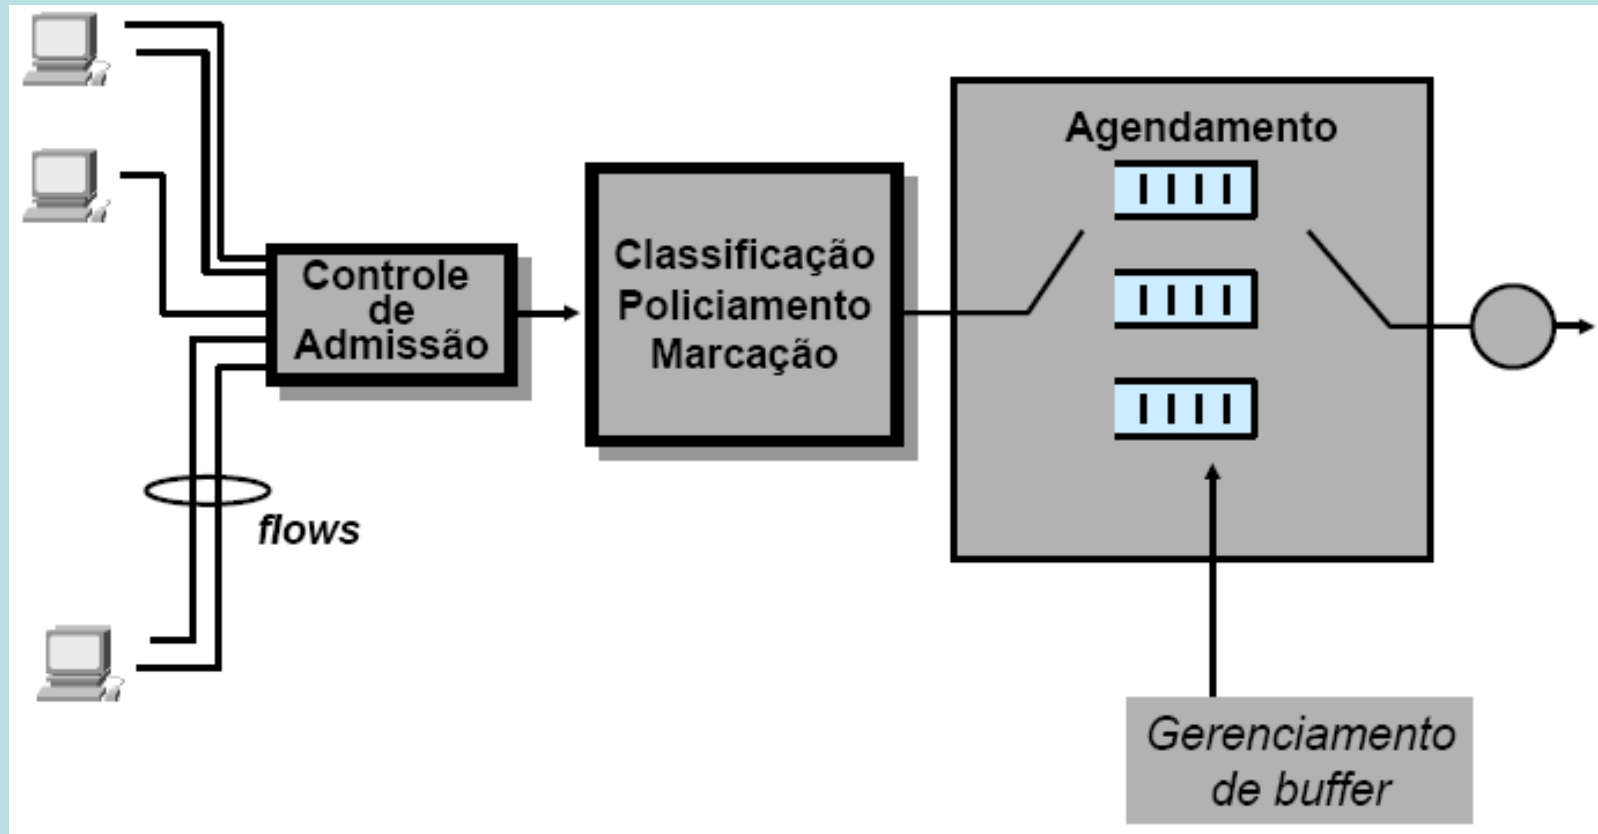 Controle
de
Admissão
flows
Classificação
Policiamento
Marcação
Agendamento
Gerenciamento
de buffer